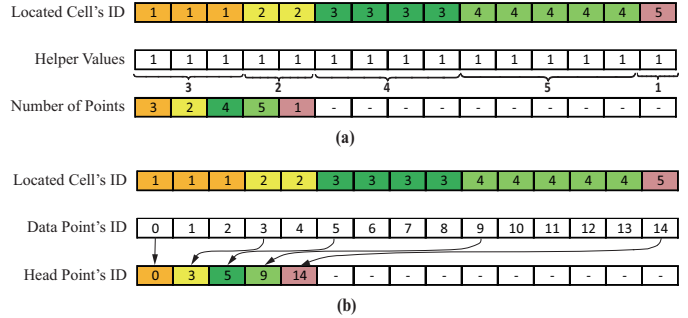 Located Cell's ID 1 1 1 2 2 3 3 3 3 4 4 4 4 4 5
Helper Values 1 1 1 1 1 1 1 1 1 1 1 1 1 1 1
3 2 4 5 1
Number of Points 3 2 4 5 1 - - - - - - - - - -
(a)
Located Cell's ID 1 1 1 2 2 3 3 3 3 4 4 4 4 4 5
Data Point's ID 0 1 2 3 4 5 6 7 8 9 10 11 12 13 14
Head Point's ID 0 3 5 9 14 - - - - - - - - - -
(b)